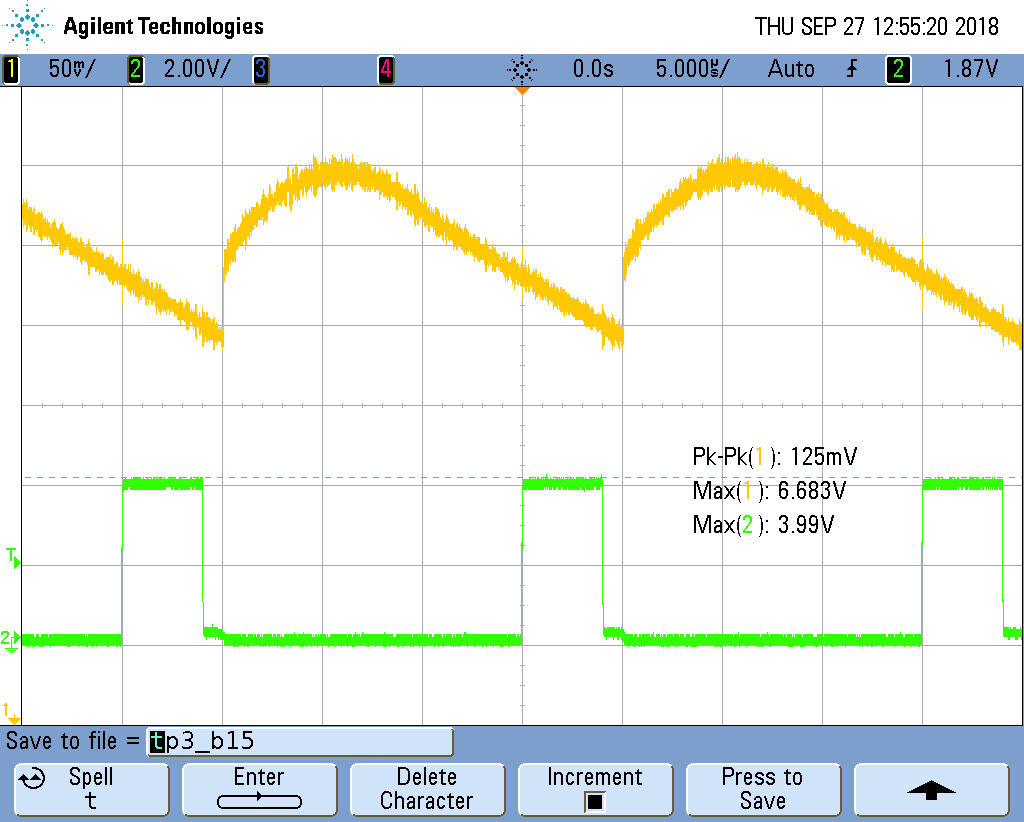 Agilent Technologies THU SEP 27 12:55:20 2018
1 50mV/ 2 2.00V/ 3 4 0.0s 5.000µs/ Auto 2 1.87V
Pk-Pk(1): 125mV
Max(1): 6.683V
Max(2): 3.99V
T
2
1
Save to file = tp3_b15
Spell
t
Enter
Delete
Character
Increment
Press to
Save